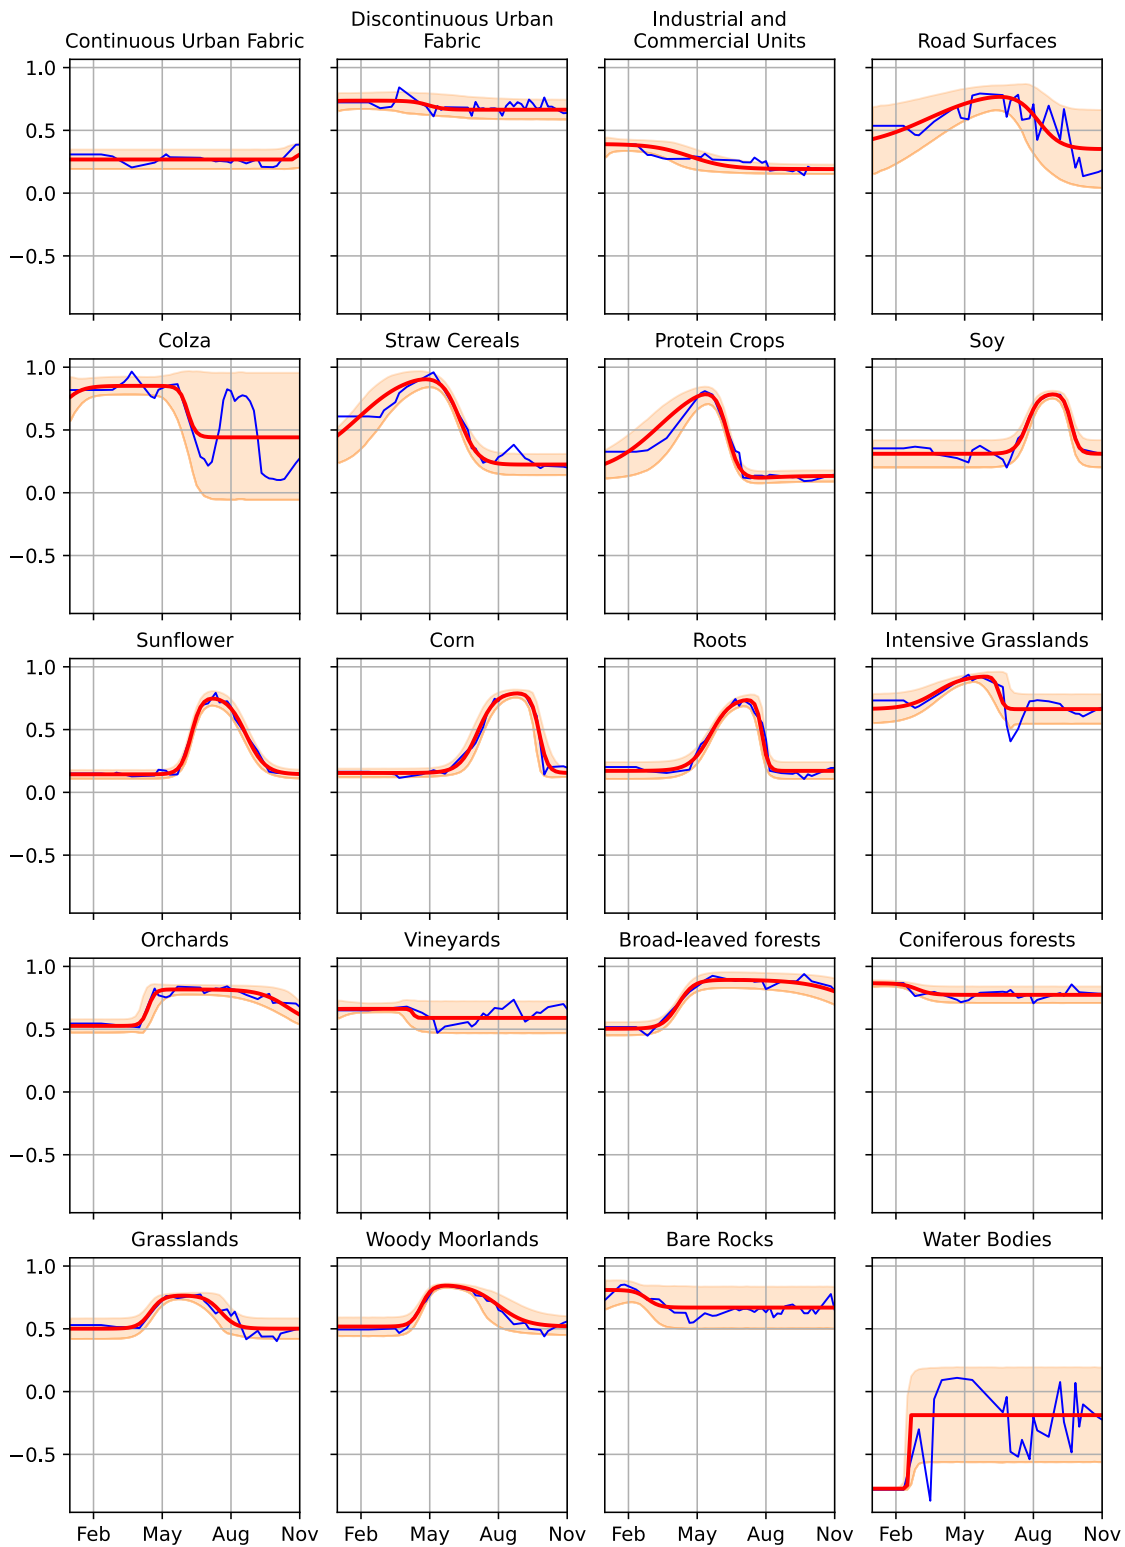 Continuous Urban Fabric
Discontinuous Urban
Fabric
Industrial and
Commercial Units
Road Surfaces
1.0
0.5
0.0
−0.5
Colza
Straw Cereals
Protein Crops
Soy
1.0
0.5
0.0
−0.5
Sunflower
Corn
Roots
Intensive Grasslands
1.0
0.5
0.0
−0.5
Orchards
Vineyards
Broad-leaved forests
Coniferous forests
1.0
0.5
0.0
−0.5
Grasslands
Woody Moorlands
Bare Rocks
Water Bodies
1.0
0.5
0.0
−0.5
Feb May Aug Nov
Feb May Aug Nov
Feb May Aug Nov
Feb May Aug Nov